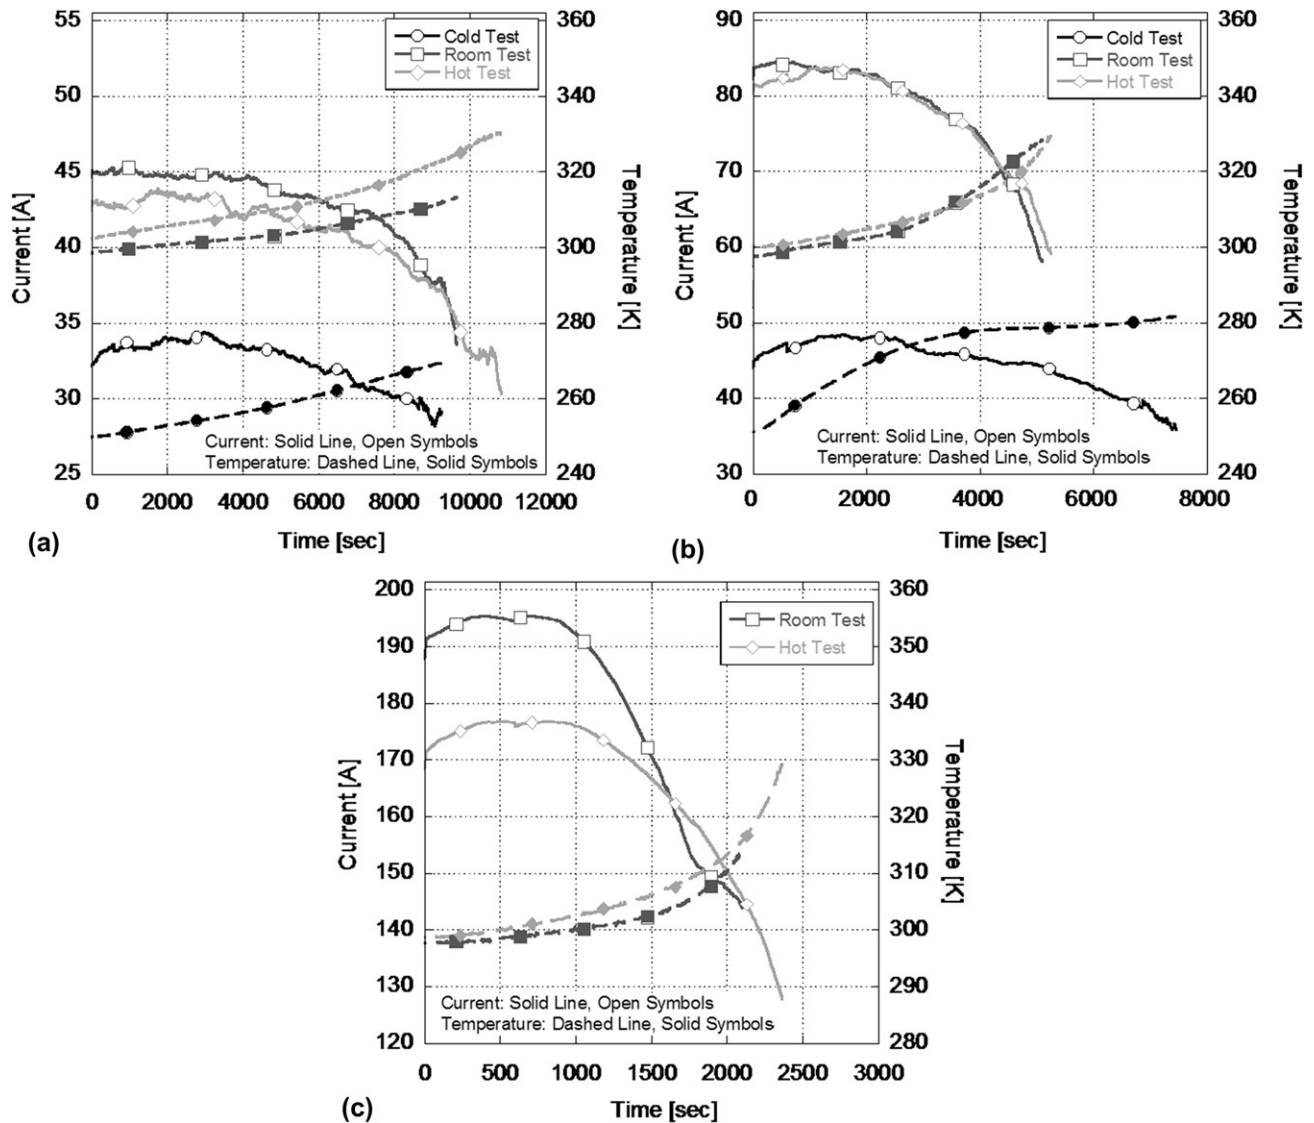 55
50
45
40
35
30
25
Current [A]
360
340
320
300
280
260
240
Temperature [K]
Cold Test
Room Test
Hot Test
Current: Solid Line, Open Symbols
Temperature: Dashed Line, Solid Symbols
0 2000 4000 6000 8000 10000 12000
Time [sec]
(a)
90
80
70
60
50
40
30
Current [A]
360
340
320
300
280
260
240
Temperature [K]
Cold Test
Room Test
Hot Test
Current: Solid Line, Open Symbols
Temperature: Dashed Line, Solid Symbols
0 2000 4000 6000 8000
Time [sec]
(b)
200
190
180
170
160
150
140
130
120
Current [A]
360
350
340
330
320
310
300
290
280
Temperature [K]
Room Test
Hot Test
Current: Solid Line, Open Symbols
Temperature: Dashed Line, Solid Symbols
0 500 1000 1500 2000 2500 3000
Time [sec]
(c)